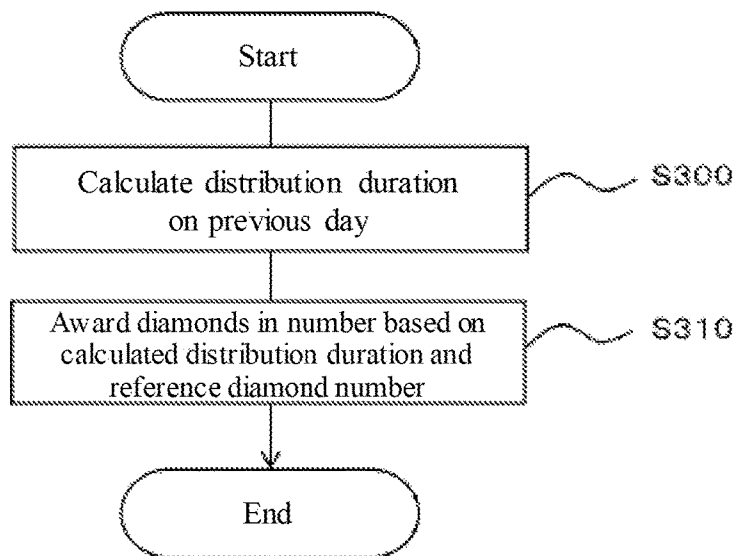 Start
Calculate distribution duration
on previous day
S300
Award diamonds in number based on
calculated distribution duration and
reference diamond number
S310
End